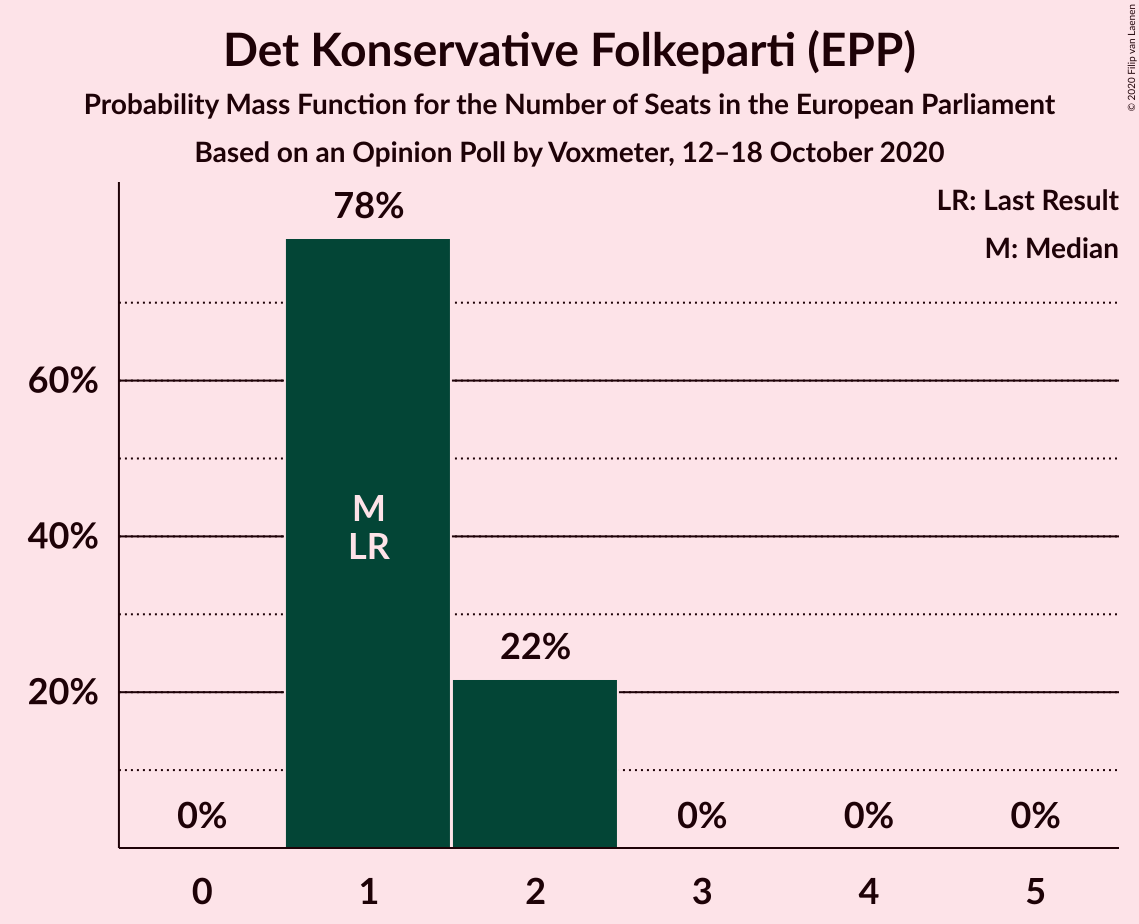 Det Konservative Folkeparti (EPP)
Probability Mass Function for the Number of Seats in the European Parliament
Based on an Opinion Poll by Voxmeter, 12–18 October 2020
© 2020 Filip van Laenen
LR: Last Result
M: Median
78%
60%
M
40%
LR
22%
20%
0%
0%
0%
0%
0
1
2
3
4
5